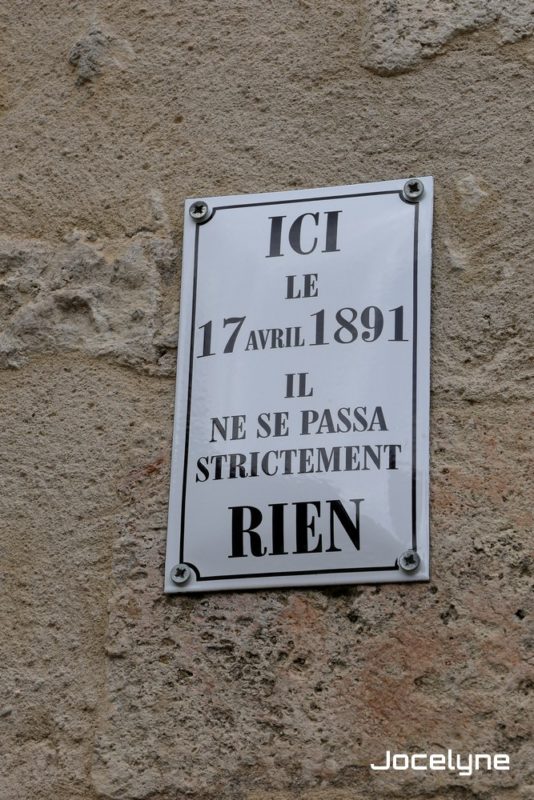 ICI
LE
17 AVRIL 1891
IL
NE SE PASSA
STRICTEMENT
RIEN
Jocelyne